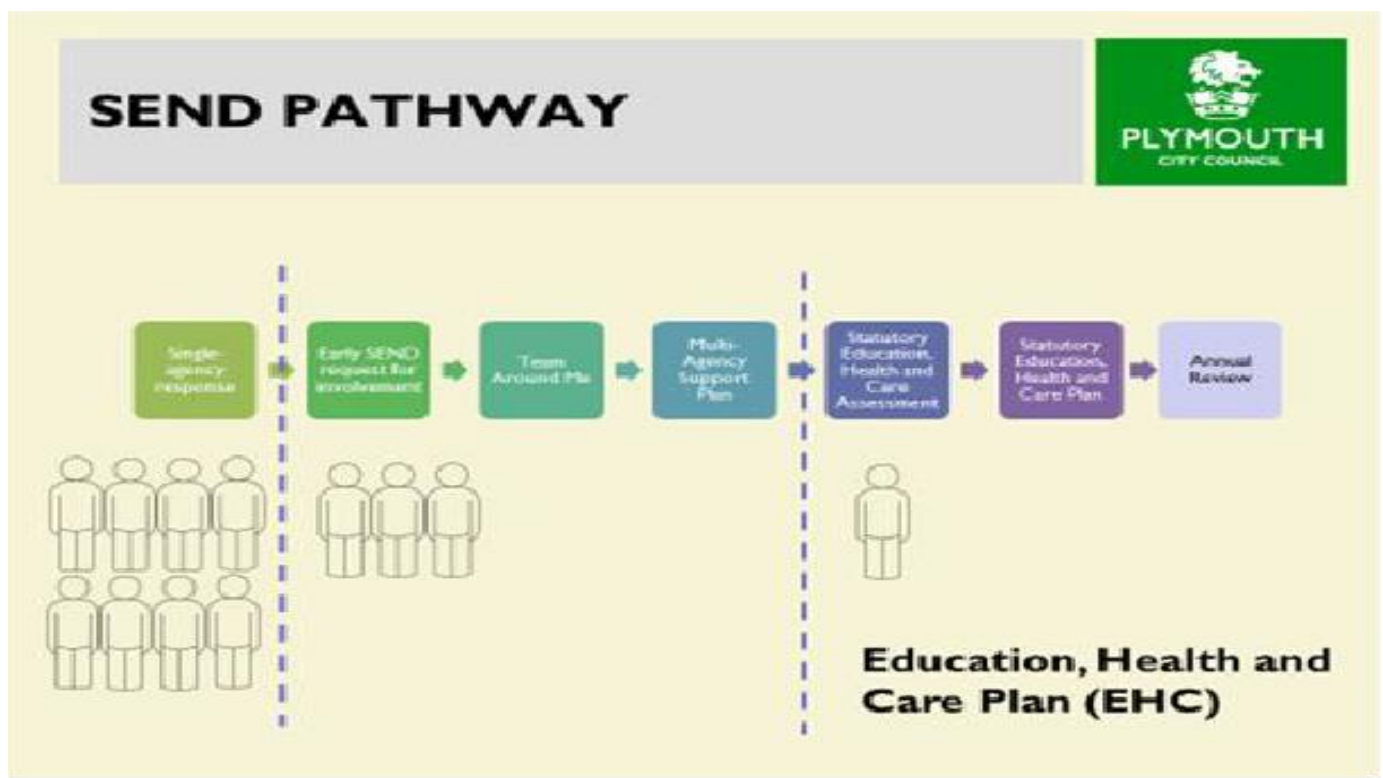 SEND PATHWAY
PLYMOUTH
CITY COUNCIL
Single-
agency
response
Early SEND
request for
involvement
Team
Around Me
Multi-
Agency
Support
Plan
Statutory
Education,
Health and
Care
Assessment
Statutory
Education,
Health and
Care Plan
Annual
Review
Education, Health and
Care Plan (EHC)